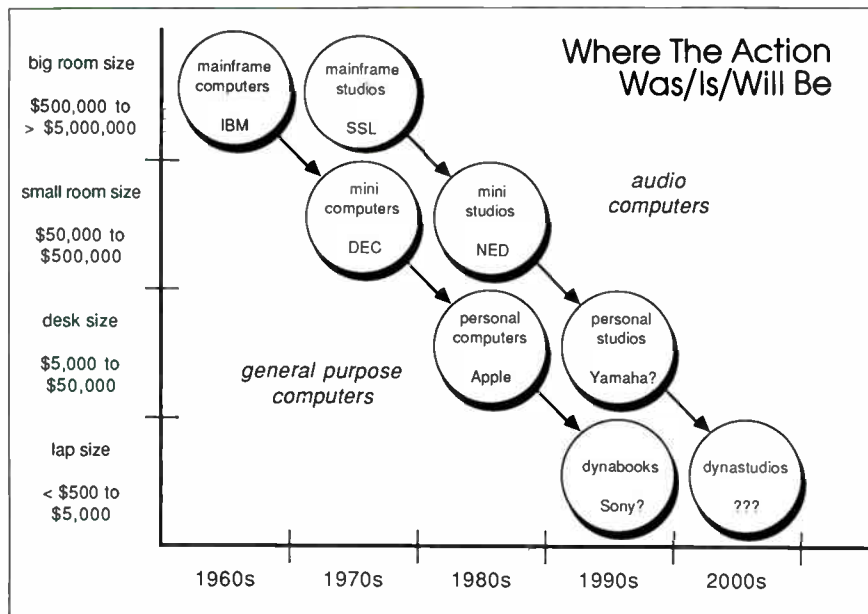 Where The Action
Was/Is/Will Be
big room size
$500,000 to
> $5,000,000
mainframe
computers
IBM
mainframe
studios
SSL
small room size
$50,000 to
$500,000
mini
computers
DEC
mini
studios
NED
audio
computers
desk size
$5,000 to
$50,000
general purpose
computers
personal
computers
Apple
personal
studios
Yamaha?
lap size
< $500 to
$5,000
dynabooks
Sony?
dynastudios
???
1960s
1970s
1980s
1990s
2000s